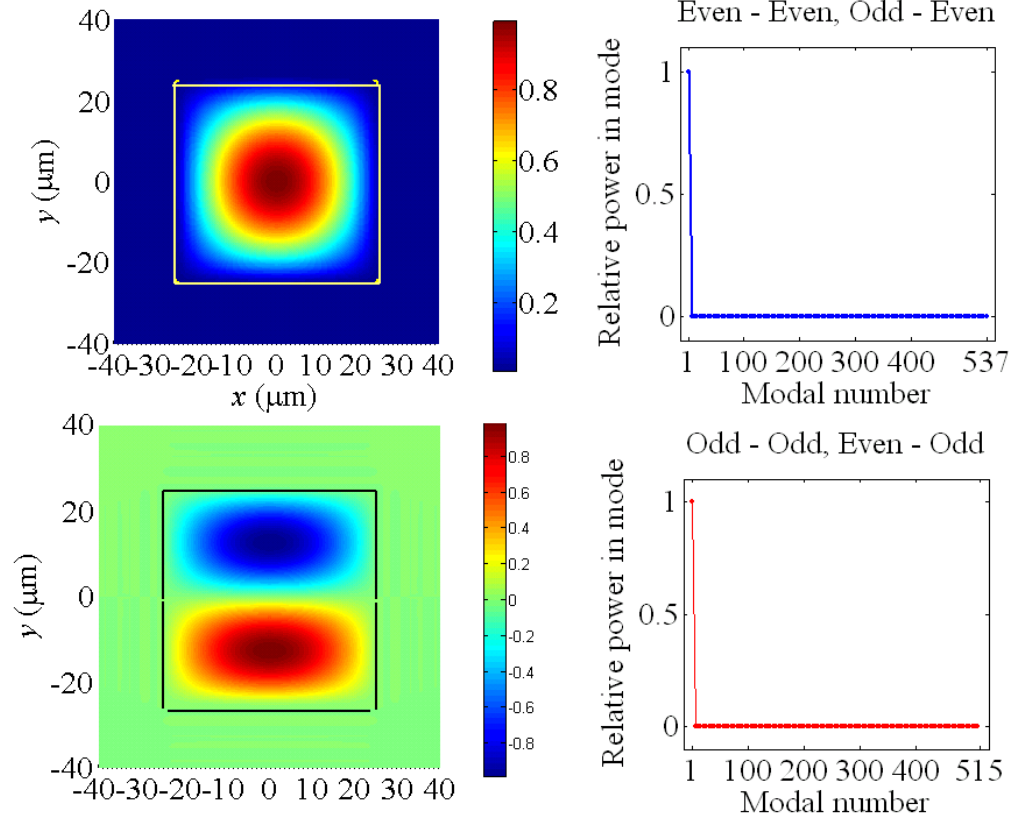 40
20
0
-20
-40
y (μm)
-40-30-20-10 0 10 20 30 40
x (μm)
0.8
0.6
0.4
0.2
Even - Even, Odd - Even
1
0.5
0
Relative power in mode
1 100 200 300 400 537
Modal number
40
20
0
-20
-40
y (μm)
-40-30-20-10 0 10 20 30 40
0.8
0.6
0.4
0.2
0
-0.2
-0.4
-0.6
-0.8
Odd - Odd, Even - Odd
1
0.5
0
Relative power in mode
1 100 200 300 400 515
Modal number